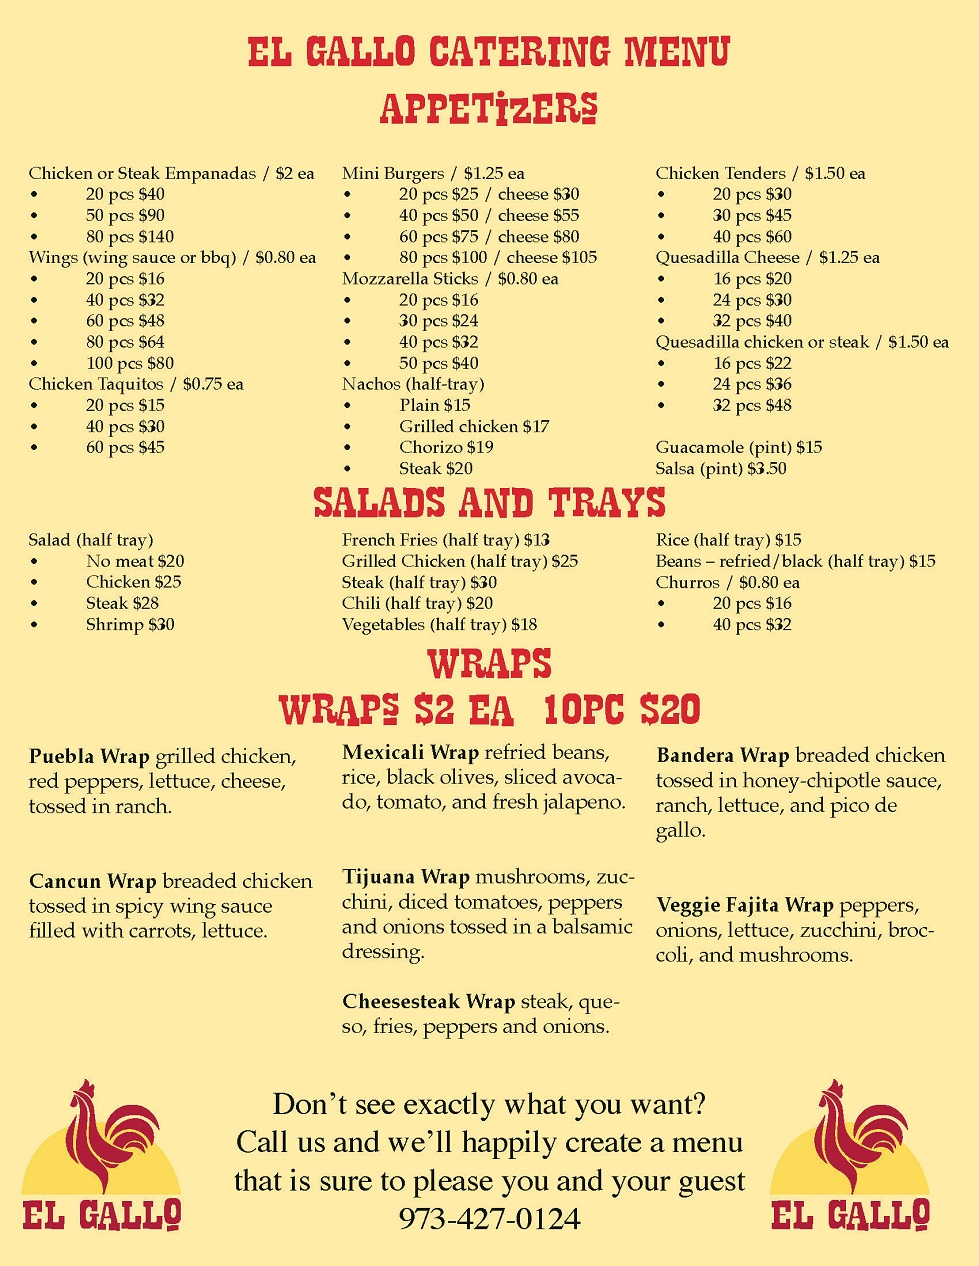 EL GALLO CATERING MENU
APPETiZERS
Chicken or Steak Empanadas / $2 ea
• 20 pcs $40
• 50 pcs $90
• 80 pcs $140
Wings (wing sauce or bbq) / $0.80 ea
• 20 pcs $16
• 40 pcs $32
• 60 pcs $48
• 80 pcs $64
• 100 pcs $80
Chicken Taquitos / $0.75 ea
• 20 pcs $15
• 40 pcs $30
• 60 pcs $45
Mini Burgers / $1.25 ea
• 20 pcs $25 / cheese $30
• 40 pcs $50 / cheese $55
• 60 pcs $75 / cheese $80
• 80 pcs $100 / cheese $105
Mozzarella Sticks / $0.80 ea
• 20 pcs $16
• 30 pcs $24
• 40 pcs $32
• 50 pcs $40
Nachos (half-tray)
• Plain $15
• Grilled chicken $17
• Chorizo $19
• Steak $20
Chicken Tenders / $1.50 ea
• 20 pcs $30
• 30 pcs $45
• 40 pcs $60
Quesadilla Cheese / $1.25 ea
• 16 pcs $20
• 24 pcs $30
• 32 pcs $40
Quesadilla chicken or steak / $1.50 ea
• 16 pcs $22
• 24 pcs $36
• 32 pcs $48
Guacamole (pint) $15
Salsa (pint) $3.50
SALADS AND TRAYS
Salad (half tray)
• No meat $20
• Chicken $25
• Steak $28
• Shrimp $30
French Fries (half tray) $13
Grilled Chicken (half tray) $25
Steak (half tray) $30
Chili (half tray) $20
Vegetables (half tray) $18
Rice (half tray) $15
Beans – refried/black (half tray) $15
Churros / $0.80 ea
• 20 pcs $16
• 40 pcs $32
WRAPS
WRAPS $2 EA 10PC $20
Puebla Wrap grilled chicken,
red peppers, lettuce, cheese,
tossed in ranch.
Cancun Wrap breaded chicken
tossed in spicy wing sauce
filled with carrots, lettuce.
Mexicali Wrap refried beans,
rice, black olives, sliced avoca-
do, tomato, and fresh jalapeno.
Tijuana Wrap mushrooms, zuc-
chini, diced tomatoes, peppers
and onions tossed in a balsamic
dressing.
Cheesesteak Wrap steak, que-
so, fries, peppers and onions.
Bandera Wrap breaded chicken
tossed in honey-chipotle sauce,
ranch, lettuce, and pico de
gallo.
Veggie Fajita Wrap peppers,
onions, lettuce, zucchini, broc-
coli, and mushrooms.
Don't see exactly what you want?
Call us and we'll happily create a menu
that is sure to please you and your guest
973-427-0124
EL GALLO
EL GALLO